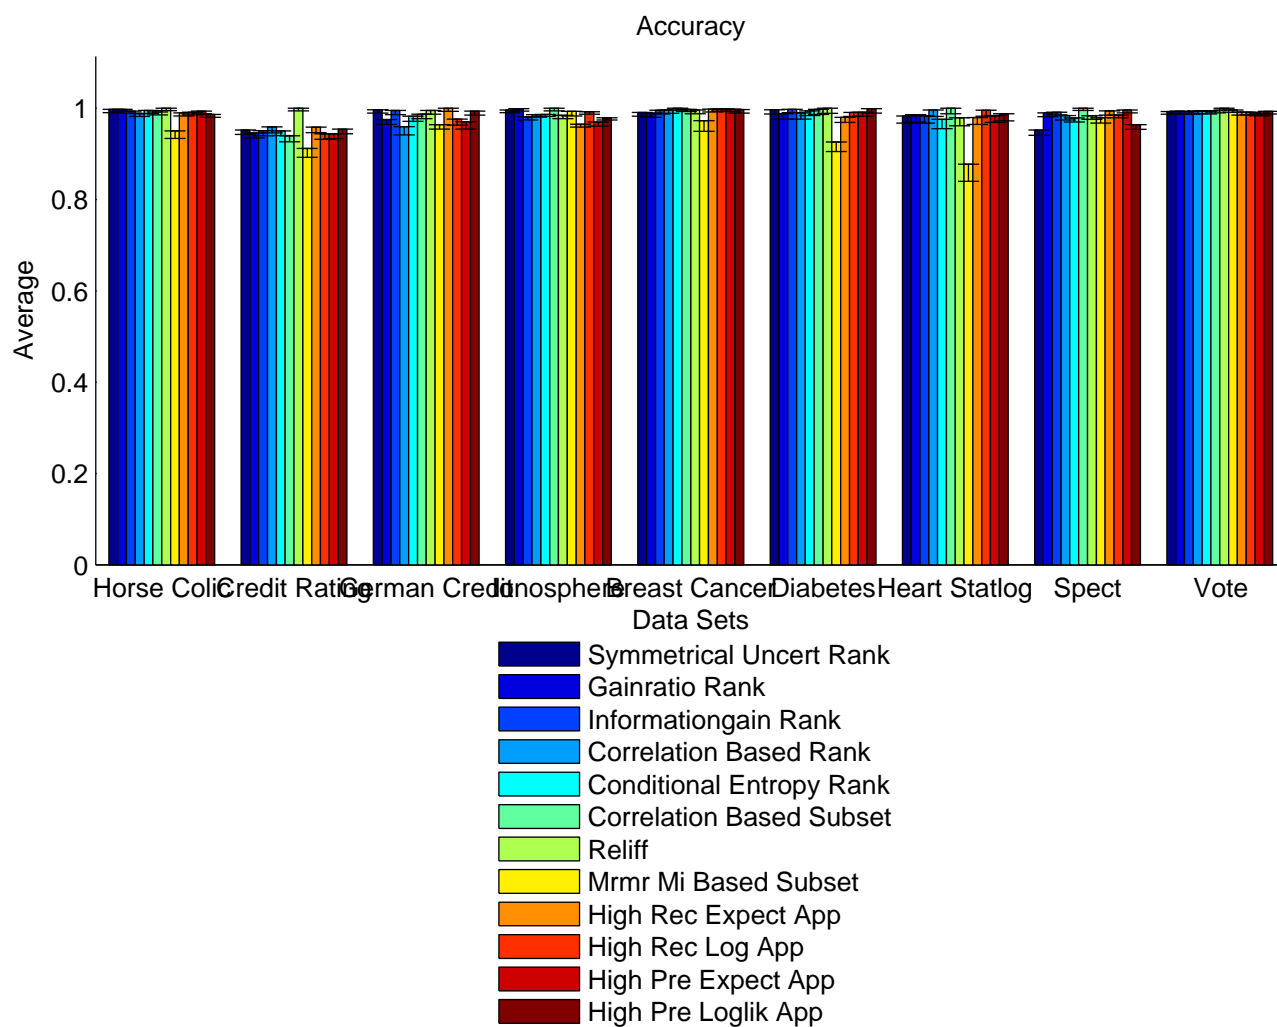 Accuracy
1
0.8
0.6
0.4
0.2
0
Average
Horse Colic Credit Rating German Credit Ionosphere Breast Cancer Diabetes Heart Statlog Spect Vote
Data Sets
Symmetrical Uncert Rank
Gainratio Rank
Informationgain Rank
Correlation Based Rank
Conditional Entropy Rank
Correlation Based Subset
Reliff
Mrmr Mi Based Subset
High Rec Expect App
High Rec Log App
High Pre Expect App
High Pre Loglik App